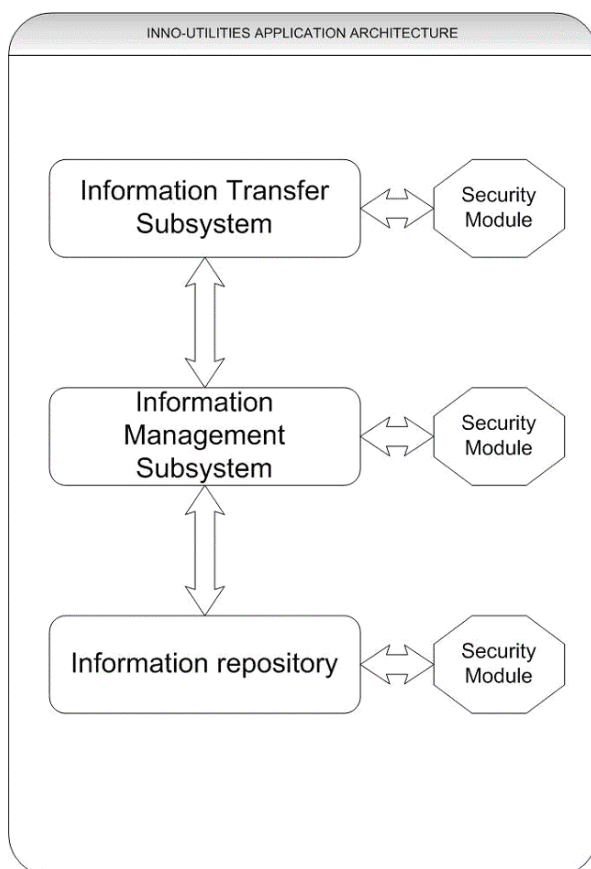 INNO-UTILITIES APPLICATION ARCHITECTURE
Information Transfer
Subsystem
Security
Module
Information
Management
Subsystem
Security
Module
Information repository
Security
Module